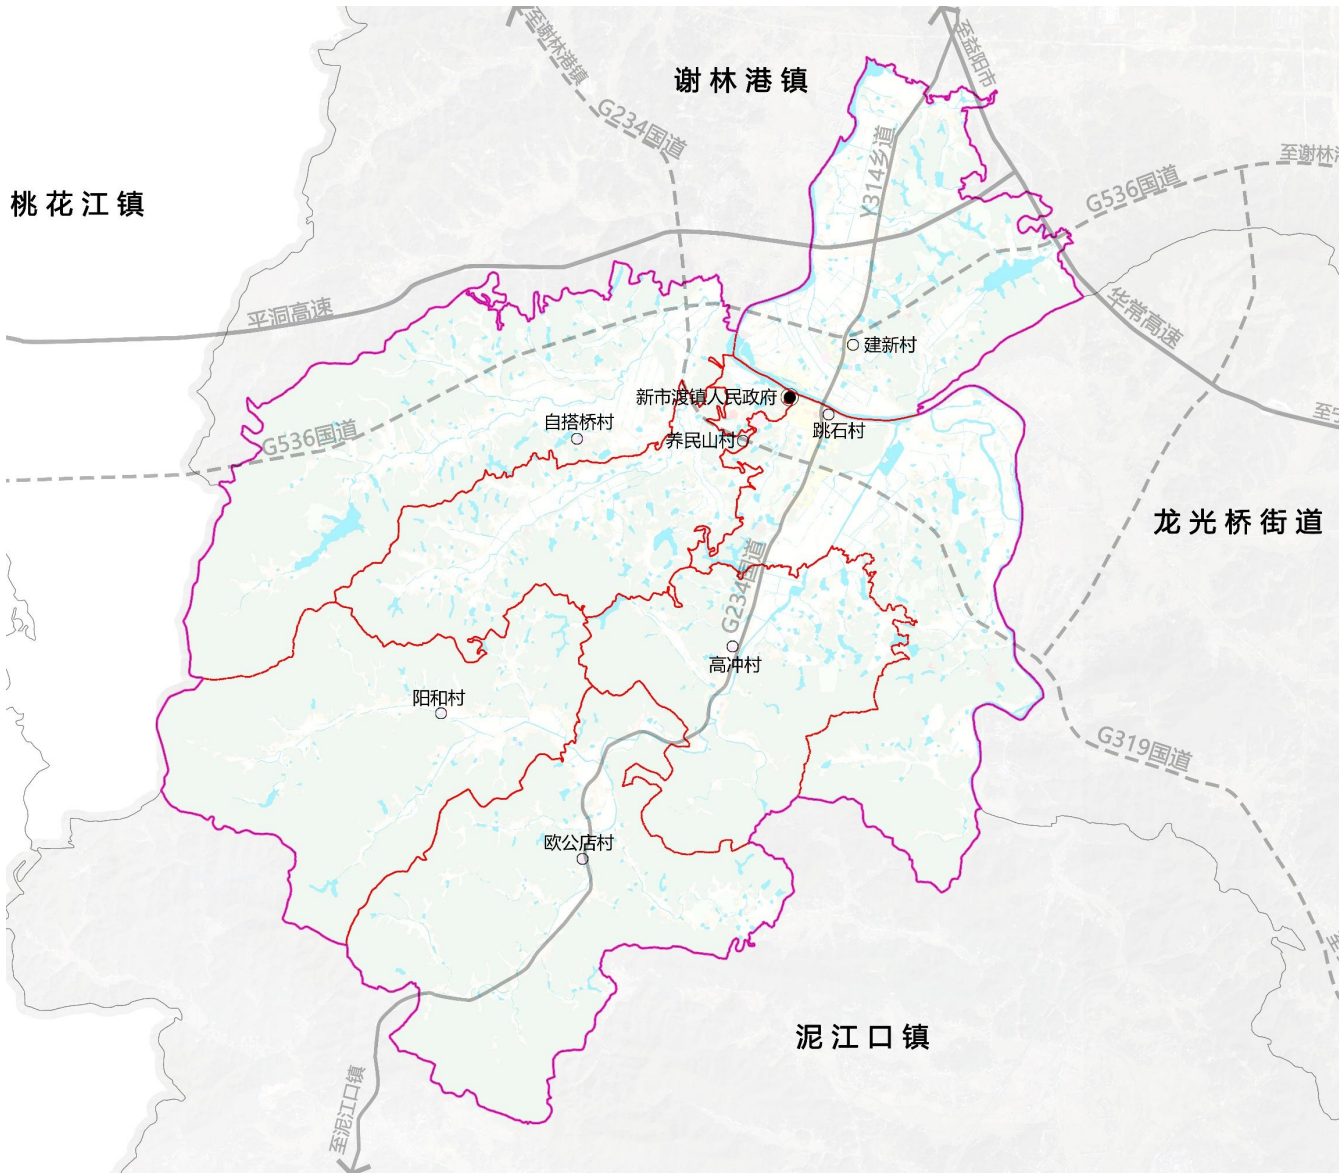 至谢林港镇
至益阳市
谢林港镇
G234国道
Y314乡道
至谢林港
桃花江镇
G536国道
平洞高速
华常高速
建新村
新市渡镇人民政府
自搭桥村
跳石村
养民山村
G536国道
龙光桥街道
G234国道
高冲村
阳和村
G319国道
欧公店村
泥江口镇
至泥江口镇